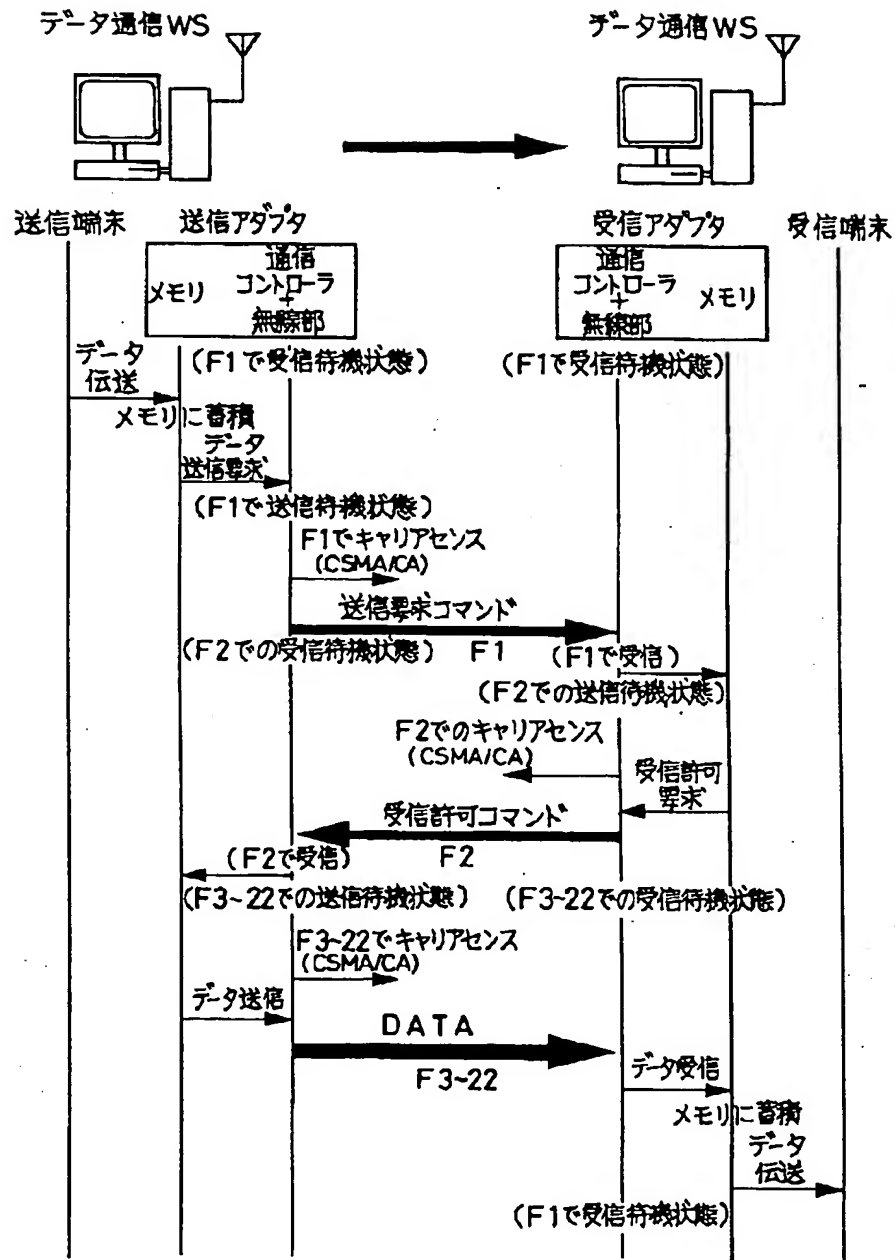 データ通信WS
データ通信WS
送信端末
送信アダプタ
受信アダプタ
受信端末
メモリ
通信
コントローラ
+
無線部
通信
コントローラ
+
無線部
メモリ
データ
伝送
(F1で受信待機状態)
(F1で受信待機状態)
メモリに蓄積
データ
送信要求
(F1で送信待機状態)
F1でキャリアセンス
(CSMA/CA)
送信要求コマンド
(F2での受信待機状態)
F1
(F1で受信)
(F2での送信待機状態)
F2でのキャリアセンス
(CSMA/CA)
受信許可
要求
受信許可コマンド
(F2で受信)
F2
(F3~22での送信待機状態)
(F3~22での受信待機状態)
F3~22でキャリアセンス
(CSMA/CA)
データ送信
DATA
F3~22
データ受信
メモリに蓄積
データ
伝送
(F1で受信待機状態)